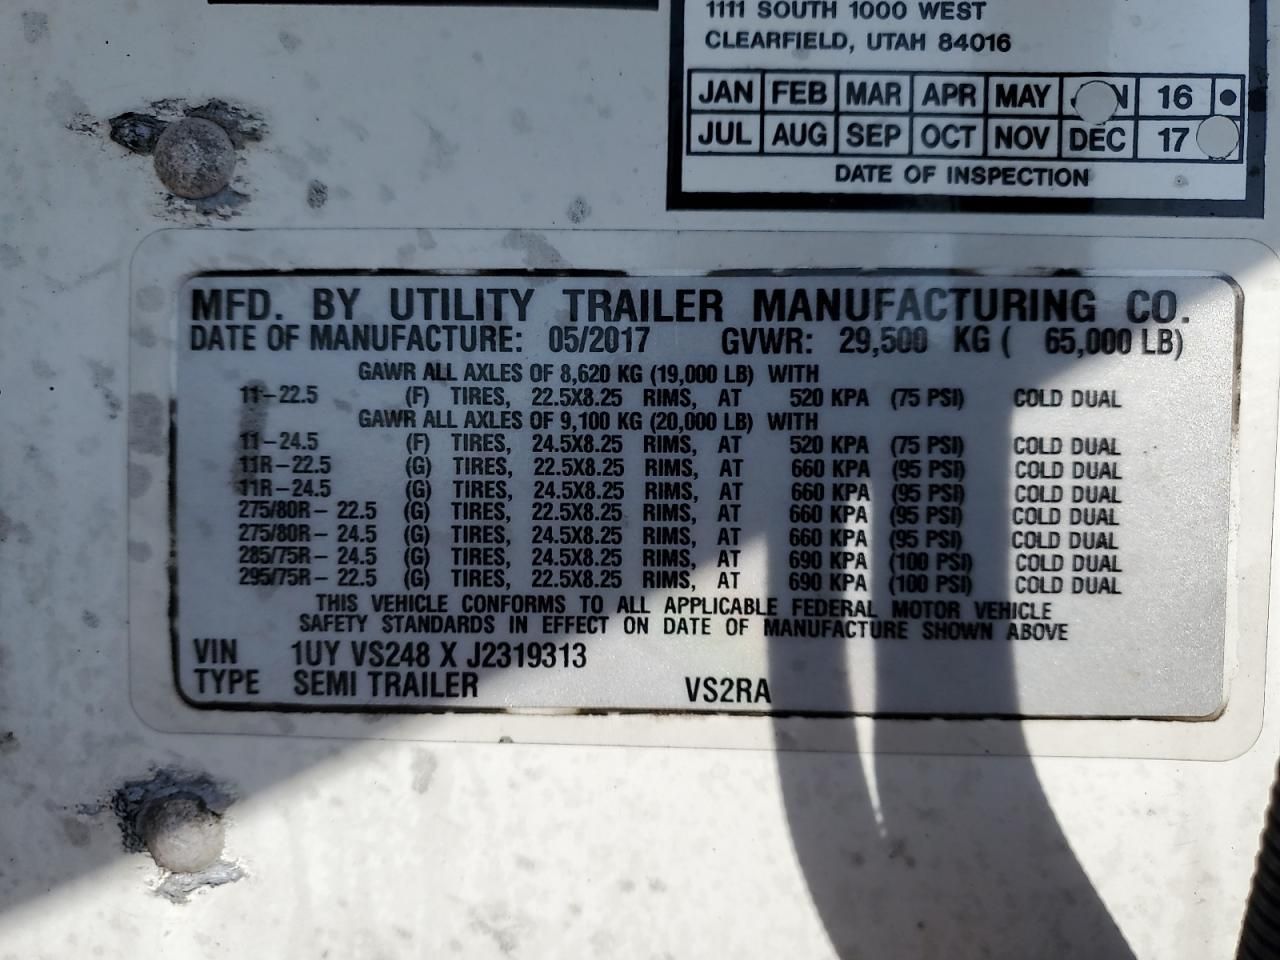 1111 SOUTH 1000 WEST
CLEARFIELD, UTAH 84016
JAN FEB MAR APR MAY N 16
JUL AUG SEP OCT NOV DEC 17
DATE OF INSPECTION
MFD. BY UTILITY TRAILER MANUFACTURING CO.
DATE OF MANUFACTURE: 05/2017 GVWR: 29,500 KG ( 65,000 LB)
GAWR ALL AXLES OF 8,620 KG (19,000 LB) WITH
11-22.5 (F) TIRES, 22.5X8.25 RIMS, AT 520 KPA (75 PSI) COLD DUAL
GAWR ALL AXLES OF 9,100 KG (20,000 LB) WITH
11-24.5 (F) TIRES, 24.5X8.25 RIMS, AT 520 KPA (75 PSI) COLD DUAL
11R-22.5 (G) TIRES, 22.5X8.25 RIMS, AT 660 KPA (95 PSI) COLD DUAL
11R-24.5 (G) TIRES, 24.5X8.25 RIMS, AT 660 KPA (95 PSI) COLD DUAL
275/80R- 22.5 (G) TIRES, 22.5X8.25 RIMS, AT 660 KPA (95 PSI) COLD DUAL
275/80R- 24.5 (G) TIRES, 24.5X8.25 RIMS, AT 660 KPA (95 PSI) COLD DUAL
285/75R- 24.5 (G) TIRES, 24.5X8.25 RIMS, AT 690 KPA (100 PSI) COLD DUAL
295/75R- 22.5 (G) TIRES, 22.5X8.25 RIMS, AT 690 KPA (100 PSI) COLD DUAL
THIS VEHICLE CONFORMS TO ALL APPLICABLE FEDERAL MOTOR VEHICLE
SAFETY STANDARDS IN EFFECT ON DATE OF MANUFACTURE SHOWN ABOVE
VIN 1UY VS248 X J2319313
TYPE SEMI TRAILER VS2RA